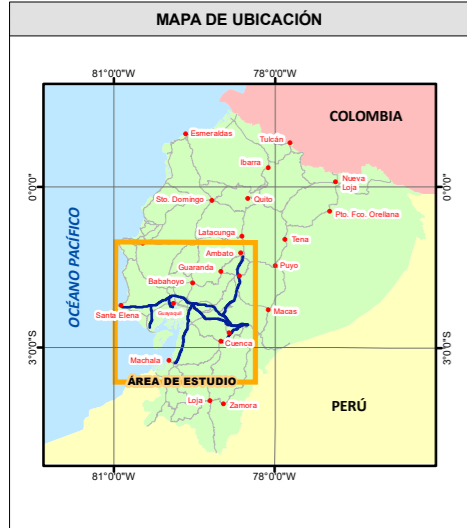 MAPA DE UBICACIÓN
81°0'0"W
78°0'0"W
COLOMBIA
Esmeraldas
Tulcán
Ibarra
Nueva
Loja
0°0'0"
0°0'0"
Sto. Domingo
Quito
Pto. Fco. Orellana
OCÉANO PACÍFICO
Latacunga
Tena
Ambato
Guaranda
Puyo
Babahoyo
Santa Elena
Guayaquil
Macas
3°0'0"S
3°0'0"S
Cuenca
Machala
ÁREA DE ESTUDIO
Loja
Zamora
PERÚ
81°0'0"W
78°0'0"W